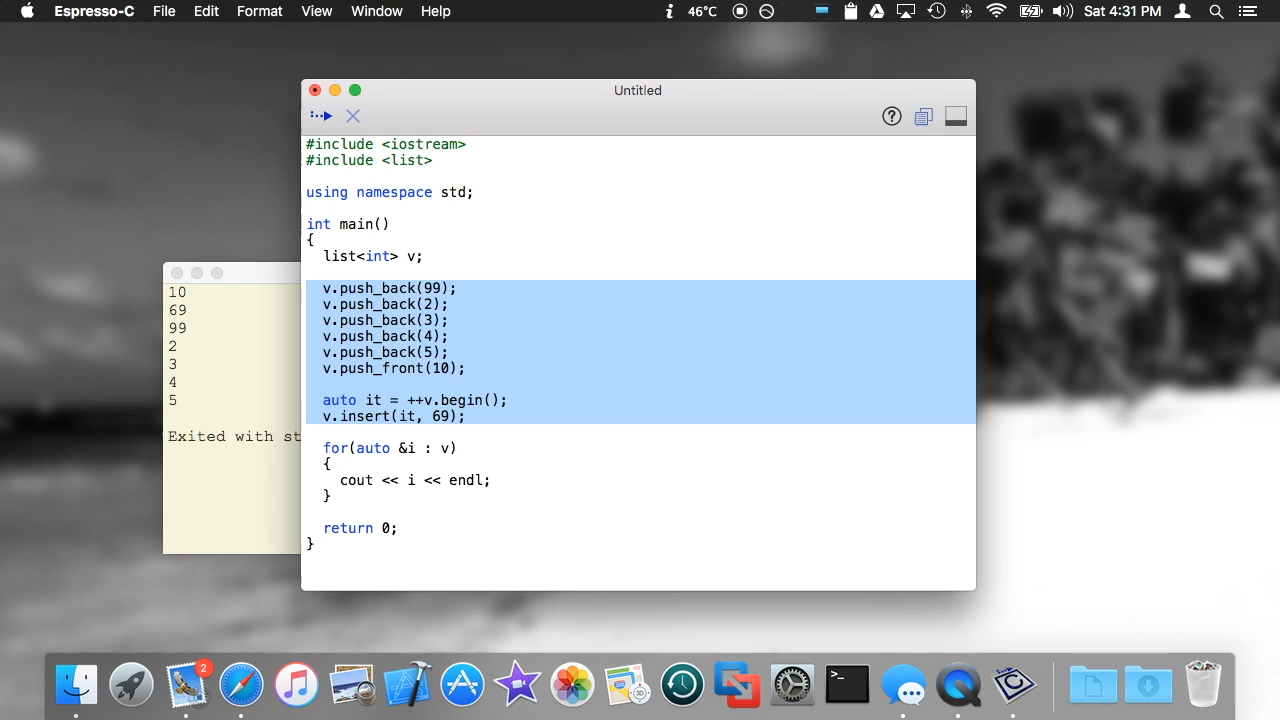 Espresso-C File Edit Format View Window Help 46°C Sat 4:31 PM
Untitled
#include <iostream>
#include <list>
using namespace std;
int main()
{
list<int> v;
v.push_back(99);
v.push_back(2);
v.push_back(3);
v.push_back(4);
v.push_back(5);
v.push_front(10);
auto it = ++v.begin();
v.insert(it, 69);
for(auto &i : v)
{
cout << i << endl;
}
return 0;
}
10
69
99
2
3
4
5
Exited with st
2